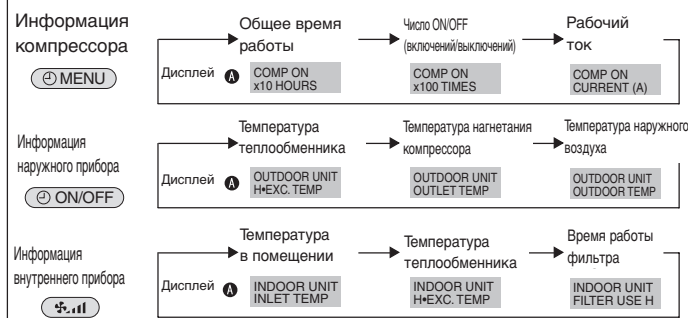 Информация
компрессора
MENU
Общее время
работы
Число ON/OFF
(включений/выключений)
Рабочий
ток
Дисплей A
COMP ON
x10 HOURS
COMP ON
x100 TIMES
COMP ON
CURRENT (A)
Информация
наружного прибора
ON/OFF
Температура
теплообменника
Температура нагнетания
компрессора
Температура наружного
воздуха
Дисплей A
OUTDOOR UNIT
H•EXC. TEMP
OUTDOOR UNIT
OUTLET TEMP
OUTDOOR UNIT
OUTDOOR TEMP
Информация
внутреннего прибора
Температура
в помещении
Температура
теплообменника
Время работы
фильтра
Дисплей A
INDOOR UNIT
INLET TEMP
INDOOR UNIT
H•EXC. TEMP
INDOOR UNIT
FILTER USE H